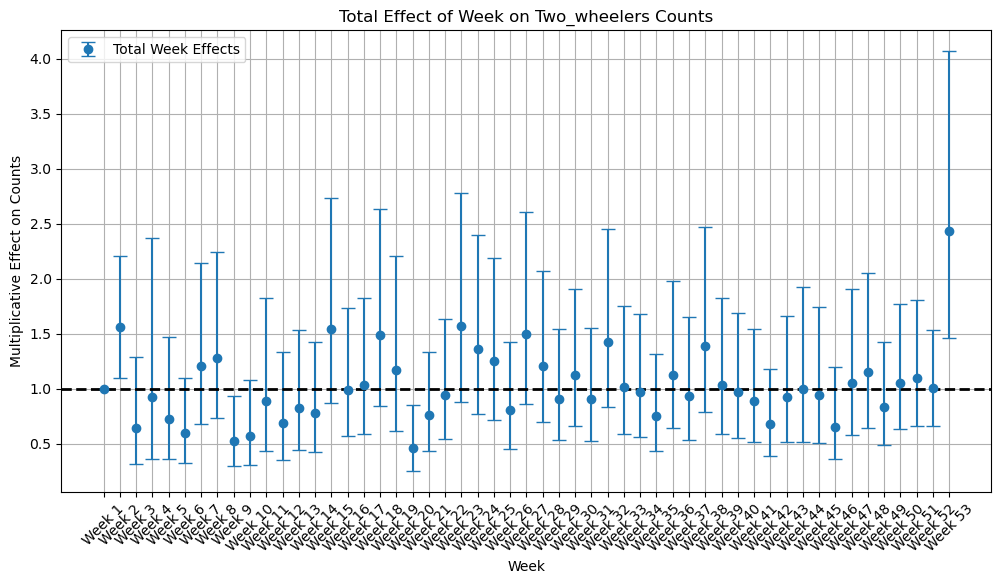 Total Effect of Week on Two_wheelers Counts
Total Week Effects
Multiplicative Effect on Counts
4.0
3.5
3.0
2.5
2.0
1.5
1.0
0.5
Week 1
Week 2
Week 3
Week 4
Week 5
Week 6
Week 7
Week 8
Week 9
Week 10
Week 11
Week 12
Week 13
Week 14
Week 15
Week 16
Week 17
Week 18
Week 19
Week 20
Week 21
Week 22
Week 23
Week 24
Week 25
Week 26
Week 27
Week 28
Week 29
Week 30
Week 31
Week 32
Week 33
Week 34
Week 35
Week 36
Week 37
Week 38
Week 39
Week 40
Week 41
Week 42
Week 43
Week 44
Week 45
Week 46
Week 47
Week 48
Week 49
Week 50
Week 51
Week 52
Week 53
Week